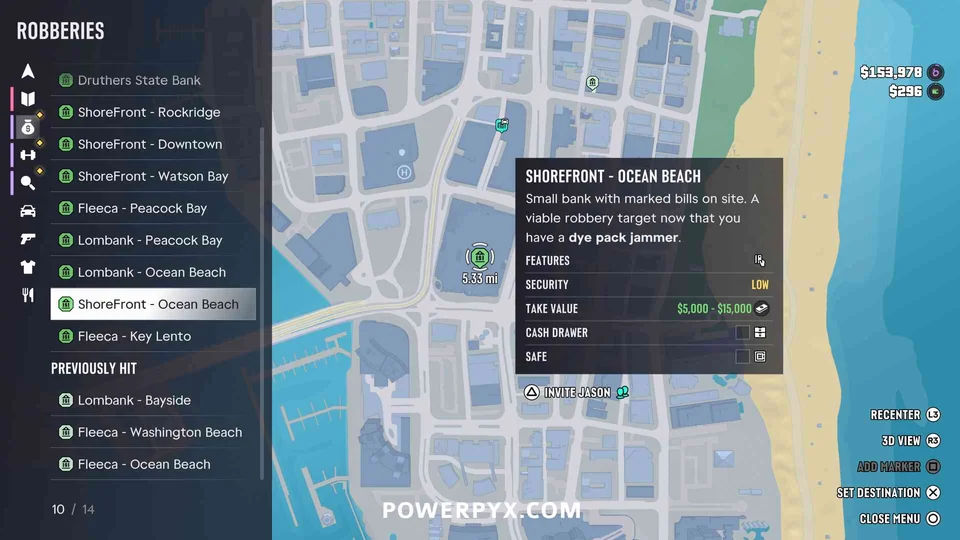 ROBBERIES
Druthers State Bank
ShoreFront - Rockridge
ShoreFront - Downtown
ShoreFront - Watson Bay
Fleeca - Peacock Bay
Lombank - Peacock Bay
Lombank - Ocean Beach
ShoreFront - Ocean Beach
Fleeca - Key Lento
PREVIOUSLY HIT
Lombank - Bayside
Fleeca - Washington Beach
Fleeca - Ocean Beach
10 / 14
H
5.33 mi
SHOREFRONT - OCEAN BEACH
Small bank with marked bills on site. A
viable robbery target now that you
have a dye pack jammer.
FEATURES
SECURITY LOW
TAKE VALUE $5,000 - $15,000
CASH DRAWER
SAFE
INVITE JASON
$153,978
$296
RECENTER L3
3D VIEW R3
ADD MARKER
SET DESTINATION
CLOSE MENU
POWERPYX.COM